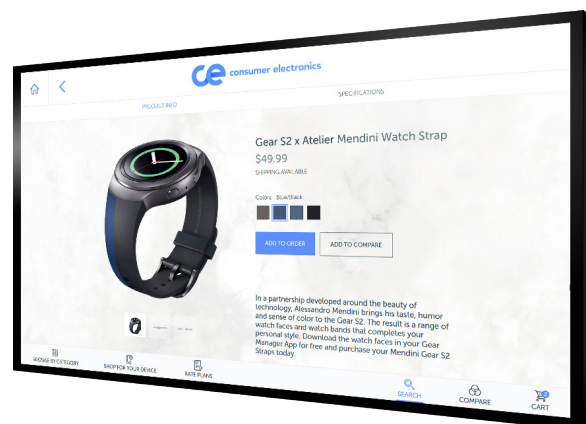 ce consumer electronics
PRODUCT INFO
SPECIFICATIONS
Gear S2 x Atelier Mendini Watch Strap
$49.99
SHIPPING AVAILABLE
Colors: Blue/Black
ADD TO ORDER
ADD TO COMPARE
In a partnership developed around the beauty of
technology, Alessandro Mendini brings his taste, humor
and sense of color to the Gear S2. The result is a range of
watch faces and watch bands that completes your
personal style. Download the watch faces in your Gear
Manager App for free and purchase your Mendini Gear S2
Straps today.
BROWSE BY CATEGORY
SHOP FOR YOUR DEVICE
RATE PLANS
SEARCH
COMPARE
CART